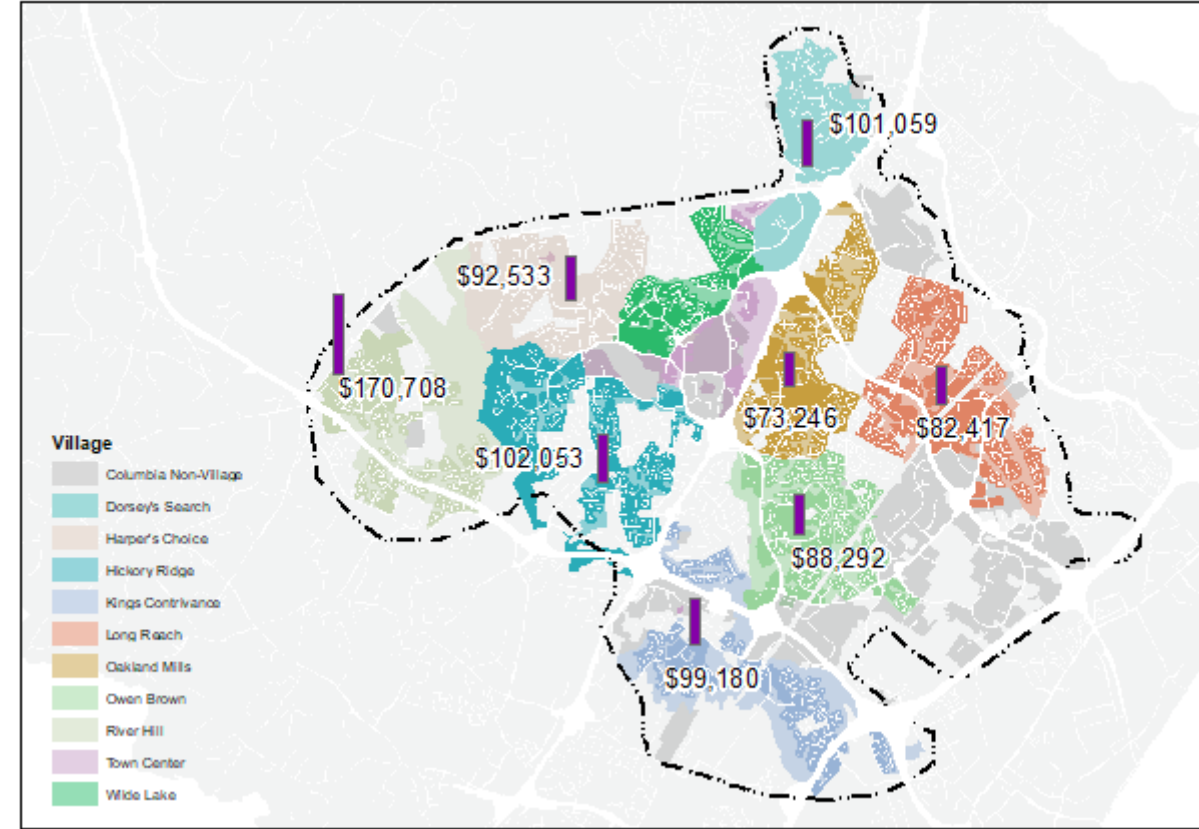 $101,059
$92,533
$170,708
$73,246
$82,417
$102,053
$88,292
$99,180
Village
Columbia Non-Village
Dorsey's Search
Harper's Choice
Hickory Ridge
Kings Contrivance
Long Reach
Oakland Mills
Owen Brown
River Hill
Town Center
Wilde Lake